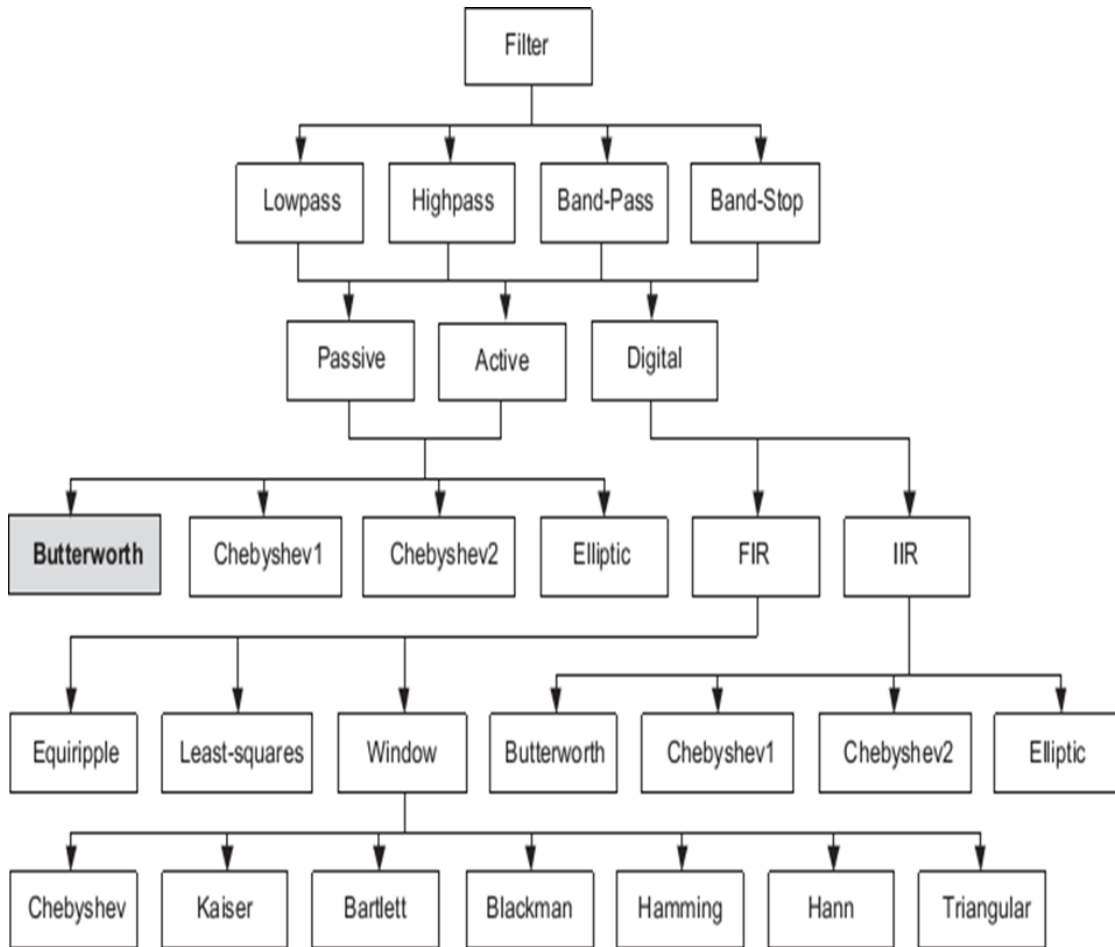 Filter
Lowpass
Highpass
Band-Pass
Band-Stop
Passive
Active
Digital
Butterworth
Chebyshev1
Chebyshev2
Elliptic
FIR
IIR
Equiripple
Least-squares
Window
Butterworth
Chebyshev1
Chebyshev2
Elliptic
Chebyshev
Kaiser
Bartlett
Blackman
Hamming
Hann
Triangular